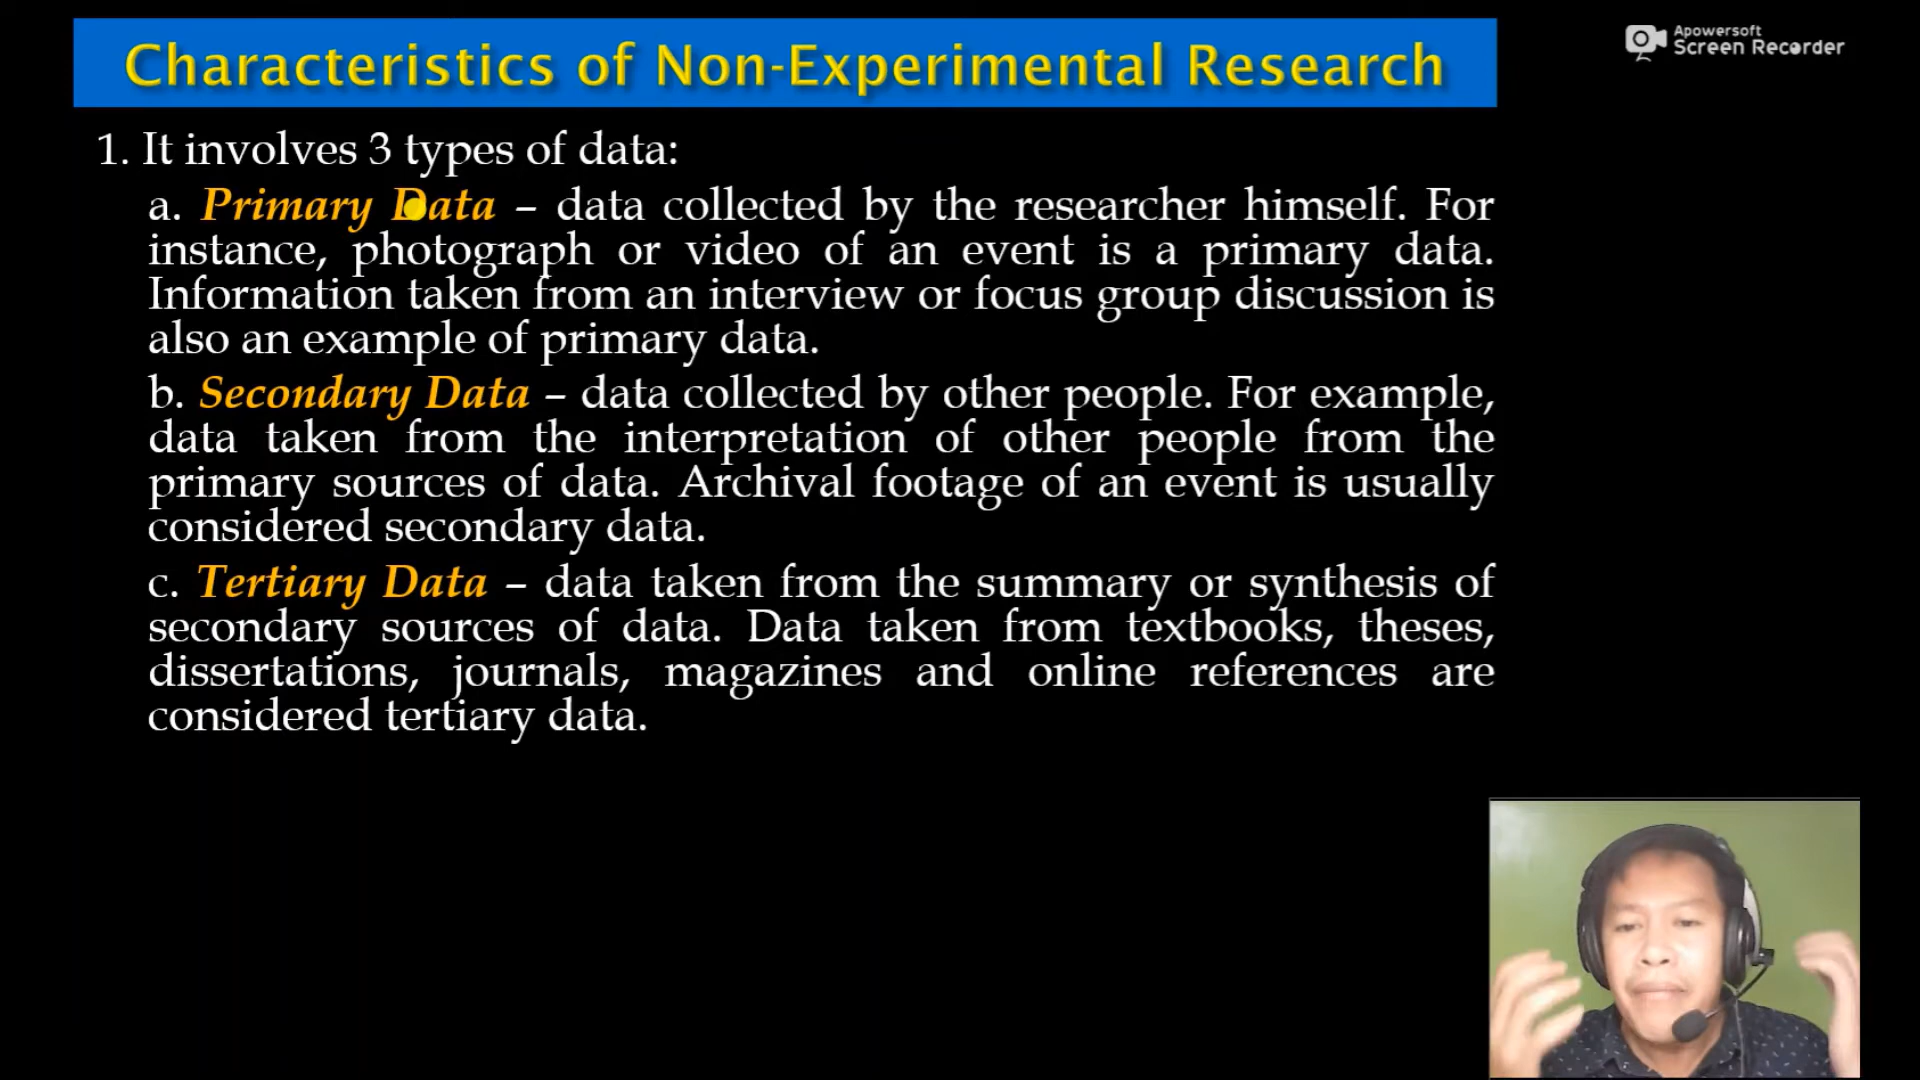 Characteristics of Non-Experimental Research
Apowersoft
Screen Recorder
1. It involves 3 types of data:
a. Primary Data – data collected by the researcher himself. For
instance, photograph or video of an event is a primary data.
Information taken from an interview or focus group discussion is
also an example of primary data.
b. Secondary Data – data collected by other people. For example,
data taken from the interpretation of other people from the
primary sources of data. Archival footage of an event is usually
considered secondary data.
c. Tertiary Data – data taken from the summary or synthesis of
secondary sources of data. Data taken from textbooks, theses,
dissertations, journals, magazines and online references are
considered tertiary data.